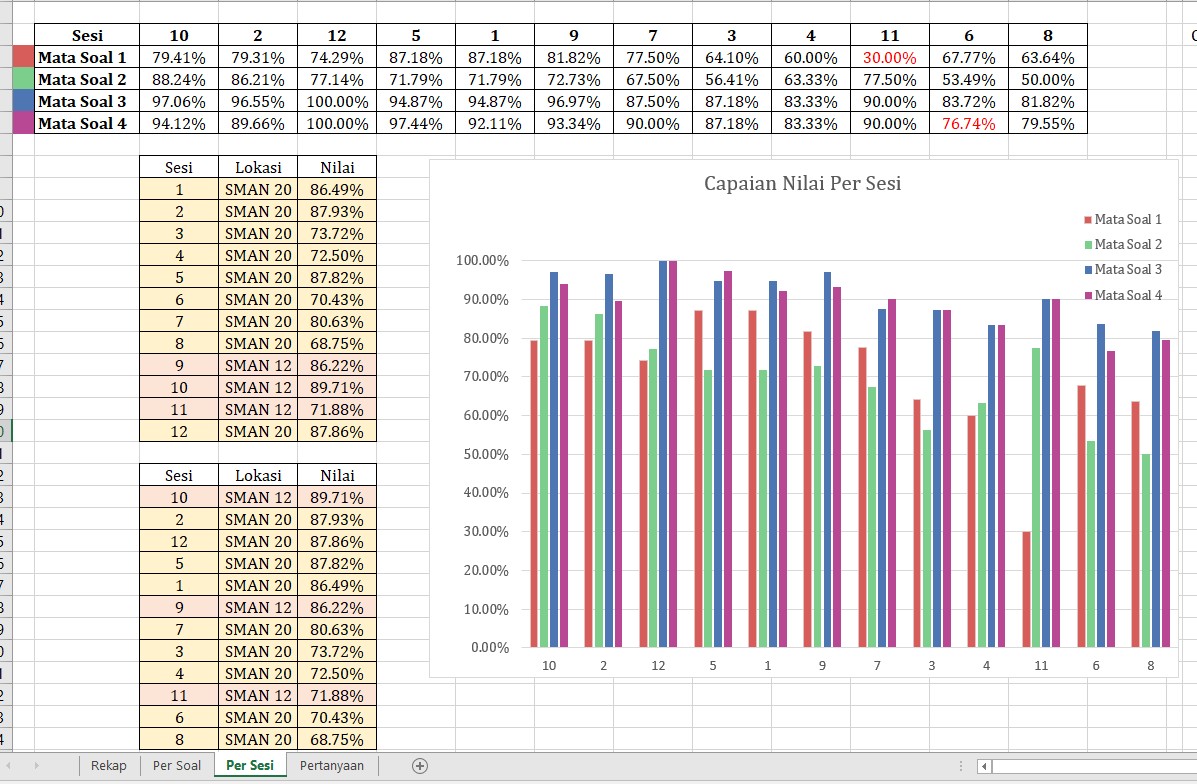 Sesi 10 2 12 5 1 9 7 3 4 11 6 8
Mata Soal 1 79.41% 79.31% 74.29% 87.18% 87.18% 81.82% 77.50% 64.10% 60.00% 30.00% 67.77% 63.64%
Mata Soal 2 88.24% 86.21% 77.14% 71.79% 71.79% 72.73% 67.50% 56.41% 63.33% 77.50% 53.49% 50.00%
Mata Soal 3 97.06% 96.55% 100.00% 94.87% 94.87% 96.97% 87.50% 87.18% 83.33% 90.00% 83.72% 81.82%
Mata Soal 4 94.12% 89.66% 100.00% 97.44% 92.11% 93.34% 90.00% 87.18% 83.33% 90.00% 76.74% 79.55%
Sesi Lokasi Nilai
1 SMAN 20 86.49%
2 SMAN 20 87.93%
3 SMAN 20 73.72%
4 SMAN 20 72.50%
5 SMAN 20 87.82%
6 SMAN 20 70.43%
7 SMAN 20 80.63%
8 SMAN 20 68.75%
9 SMAN 12 86.22%
10 SMAN 12 89.71%
11 SMAN 12 71.88%
12 SMAN 20 87.86%
Sesi Lokasi Nilai
10 SMAN 12 89.71%
2 SMAN 20 87.93%
12 SMAN 20 87.86%
5 SMAN 20 87.82%
1 SMAN 20 86.49%
9 SMAN 12 86.22%
7 SMAN 20 80.63%
3 SMAN 20 73.72%
4 SMAN 20 72.50%
11 SMAN 12 71.88%
6 SMAN 20 70.43%
8 SMAN 20 68.75%
Capaian Nilai Per Sesi
Mata Soal 1
Mata Soal 2
Mata Soal 3
Mata Soal 4
100.00%
90.00%
80.00%
70.00%
60.00%
50.00%
40.00%
30.00%
20.00%
10.00%
0.00%
10 2 12 5 1 9 7 3 4 11 6 8
Rekap Per Soal Per Sesi Pertanyaan